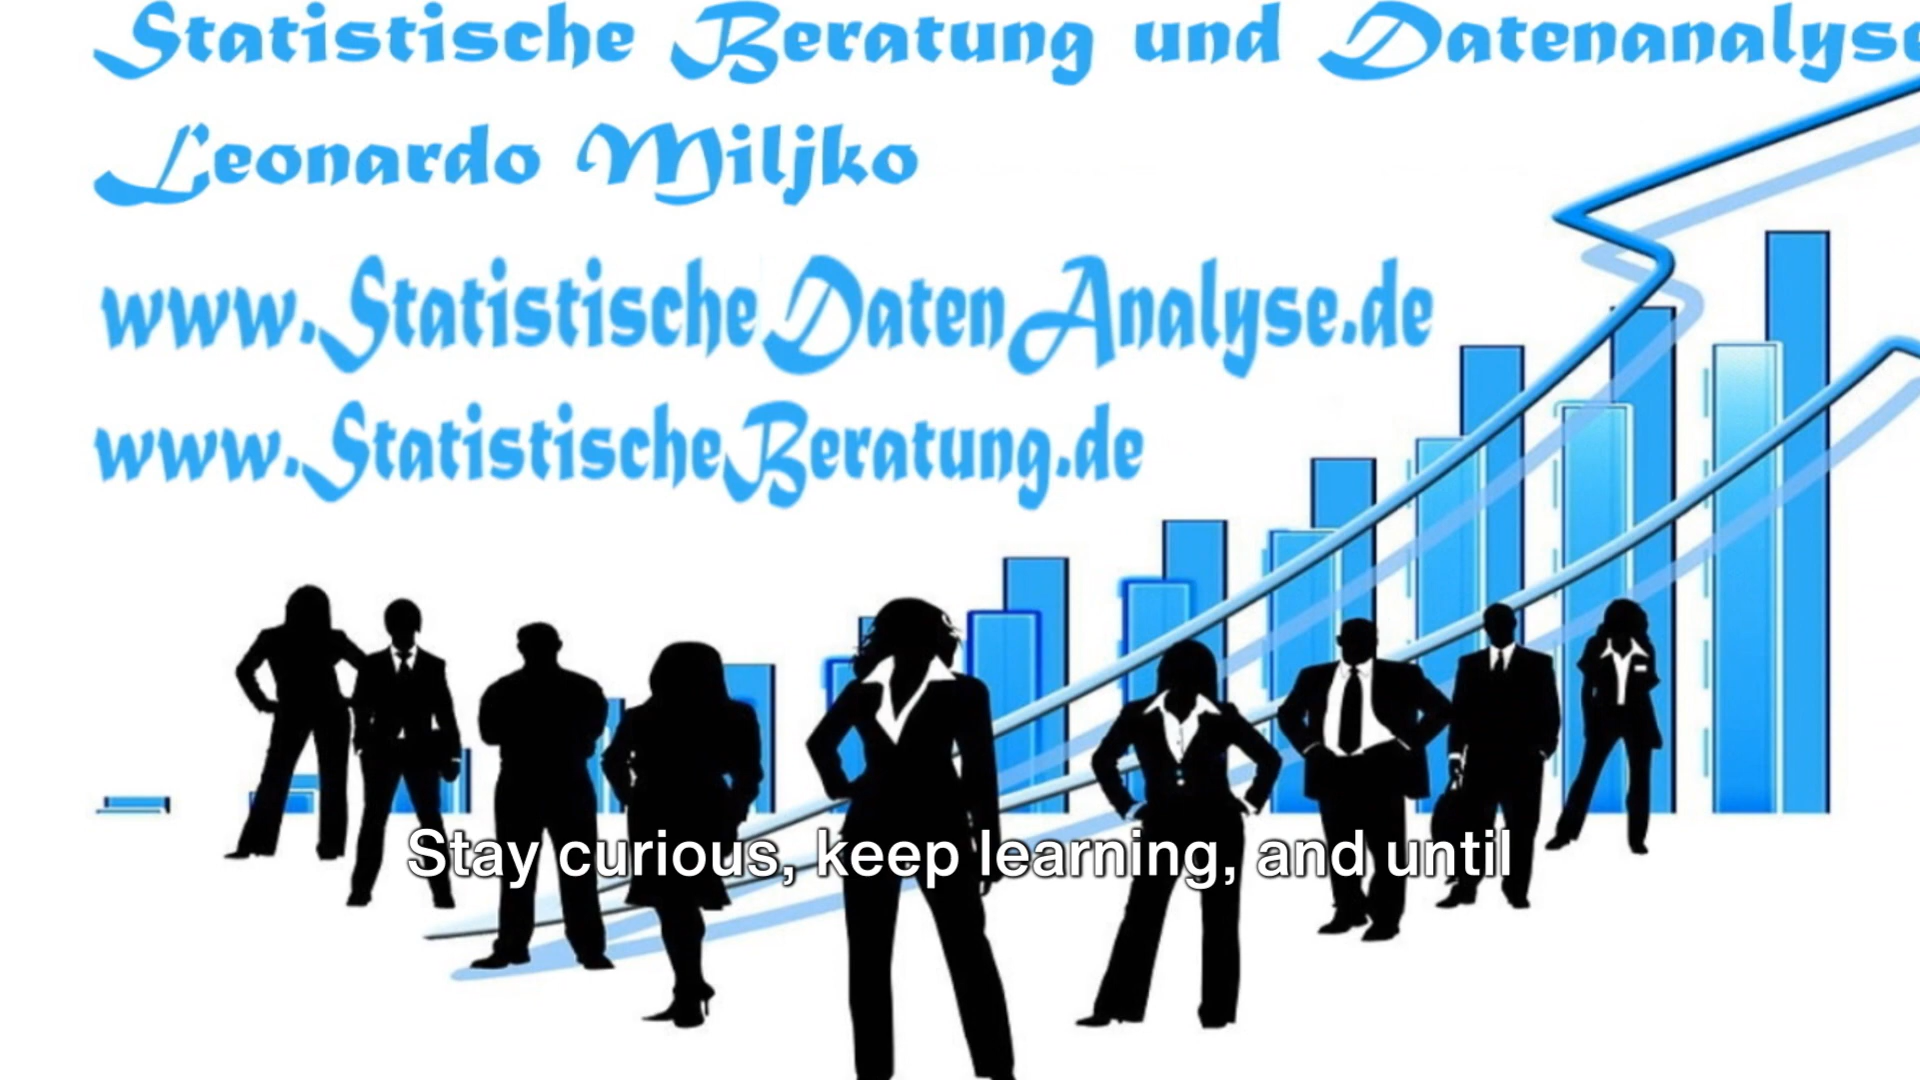 Statistische Beratung und Datenanalyse
Leonardo Miljko
www.StatistischeDatenAnalyse.de
www.StatistischeBeratung.de
Stay curious, keep learning, and until